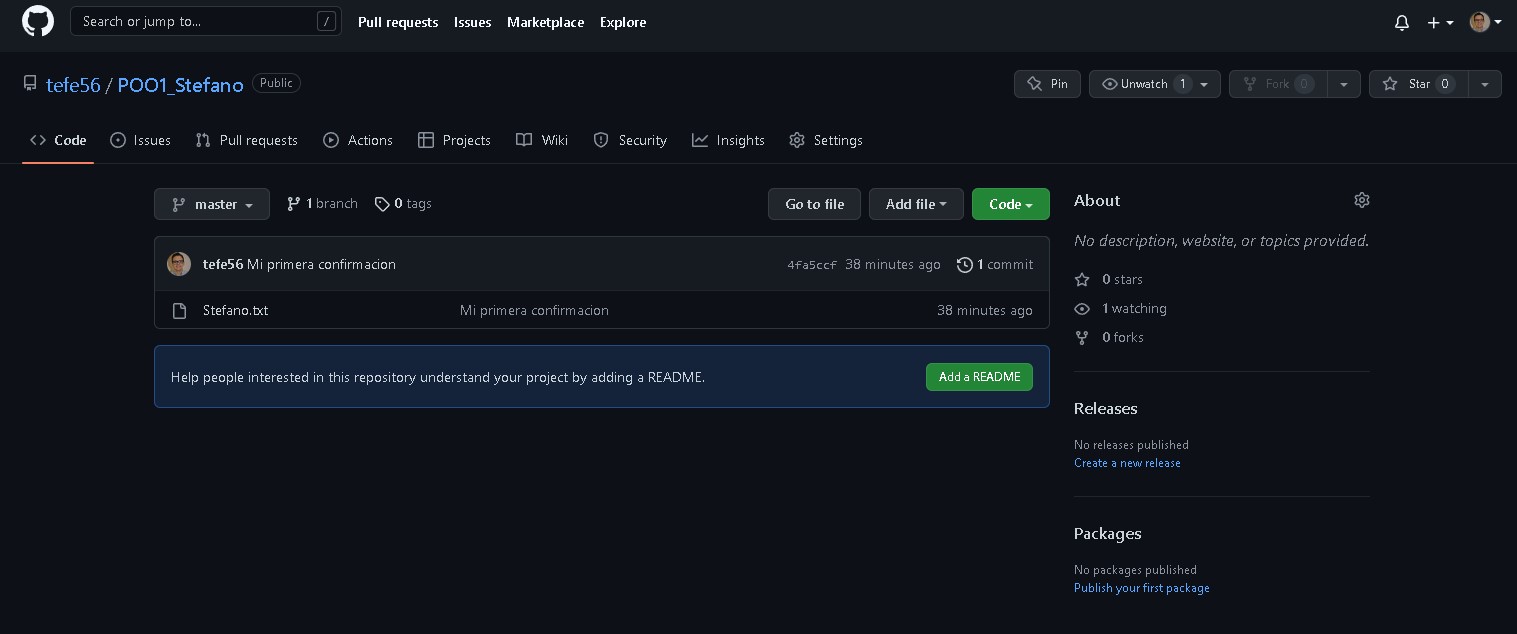 Search or jump to... /
Pull requests Issues Marketplace Explore
tefe56 / POO1_Stefano Public
Pin Unwatch 1 Fork 0 Star 0
Code Issues Pull requests Actions Projects Wiki Security Insights Settings
master 1 branch 0 tags Go to file Add file Code
tefe56 Mi primera confirmacion 4fa5ccf 38 minutes ago 1 commit
Stefano.txt Mi primera confirmacion 38 minutes ago
Help people interested in this repository understand your project by adding a README. Add a README
About
No description, website, or topics provided.
0 stars
1 watching
0 forks
Releases
No releases published
Create a new release
Packages
No packages published
Publish your first package